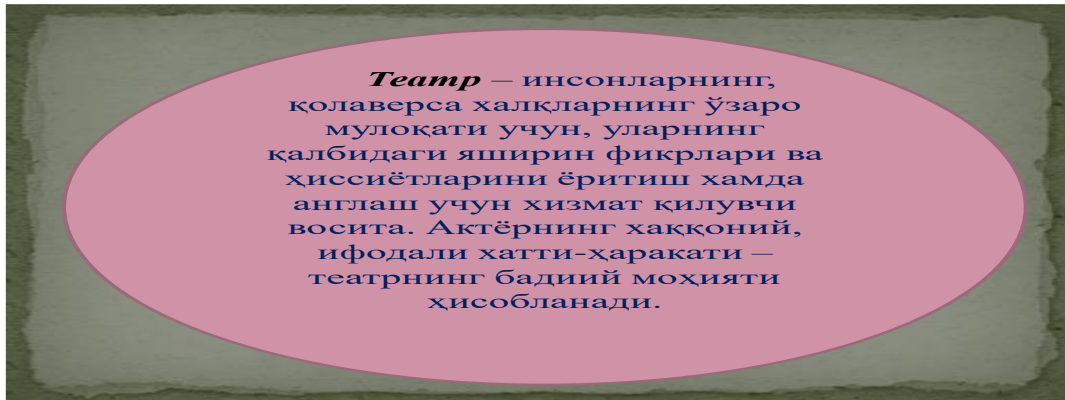 Театр – инсонларнинг,
қолаверса халқларнинг ўзаро
мулоқати учун, уларнинг
қалбидаги яширин фикрлари ва
ҳиссиётларини ёритиш хамда
англаш учун хизмат қилувчи
восита. Актёрнинг хаққоний,
ифодали хатти-ҳаракати –
театрнинг бадиий моҳияти
ҳисобланади.